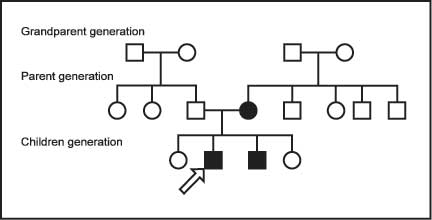 Grandparent generation
Parent generation
Children generation